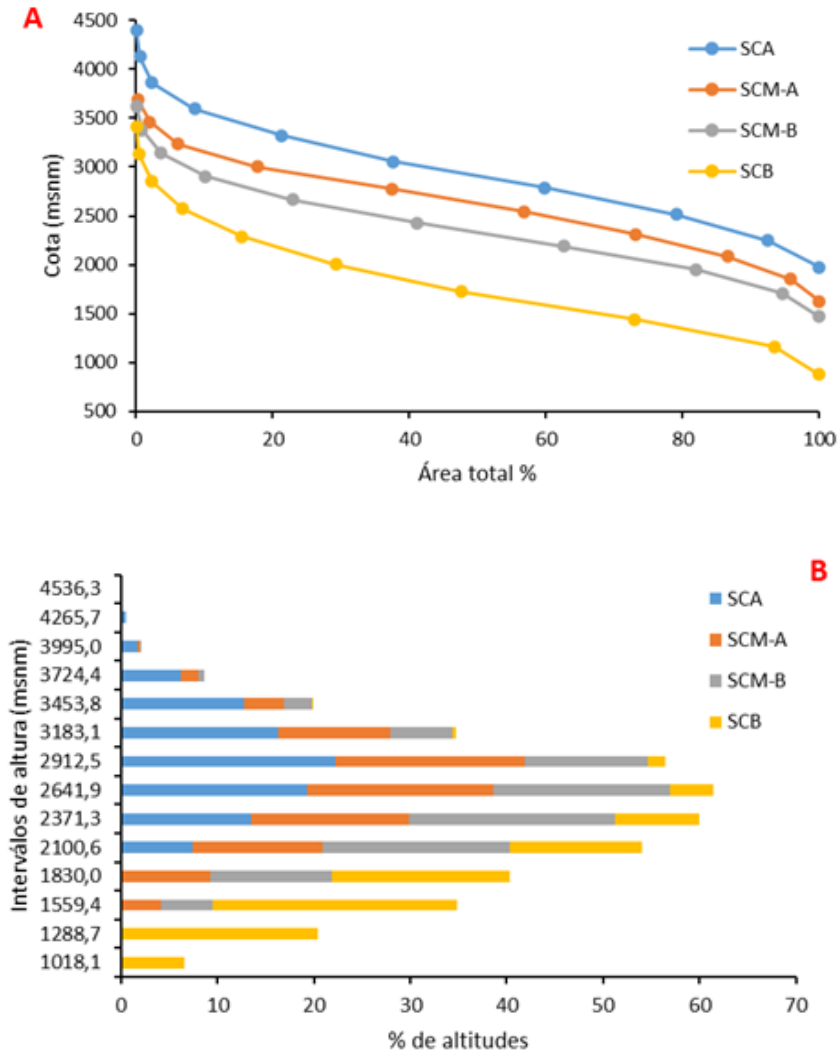 A
4500
4000
3500
3000
2500
2000
1500
1000
500
Cota (msnm)
0 20 40 60 80 100
Área total %
SCA
SCM-A
SCM-B
SCB
B
4536,3
4265,7
3995,0
3724,4
3453,8
3183,1
2912,5
2641,9
2371,3
2100,6
1830,0
1559,4
1288,7
1018,1
Interválos de altura (msnm)
0 10 20 30 40 50 60 70
% de altitudes
SCA
SCM-A
SCM-B
SCB